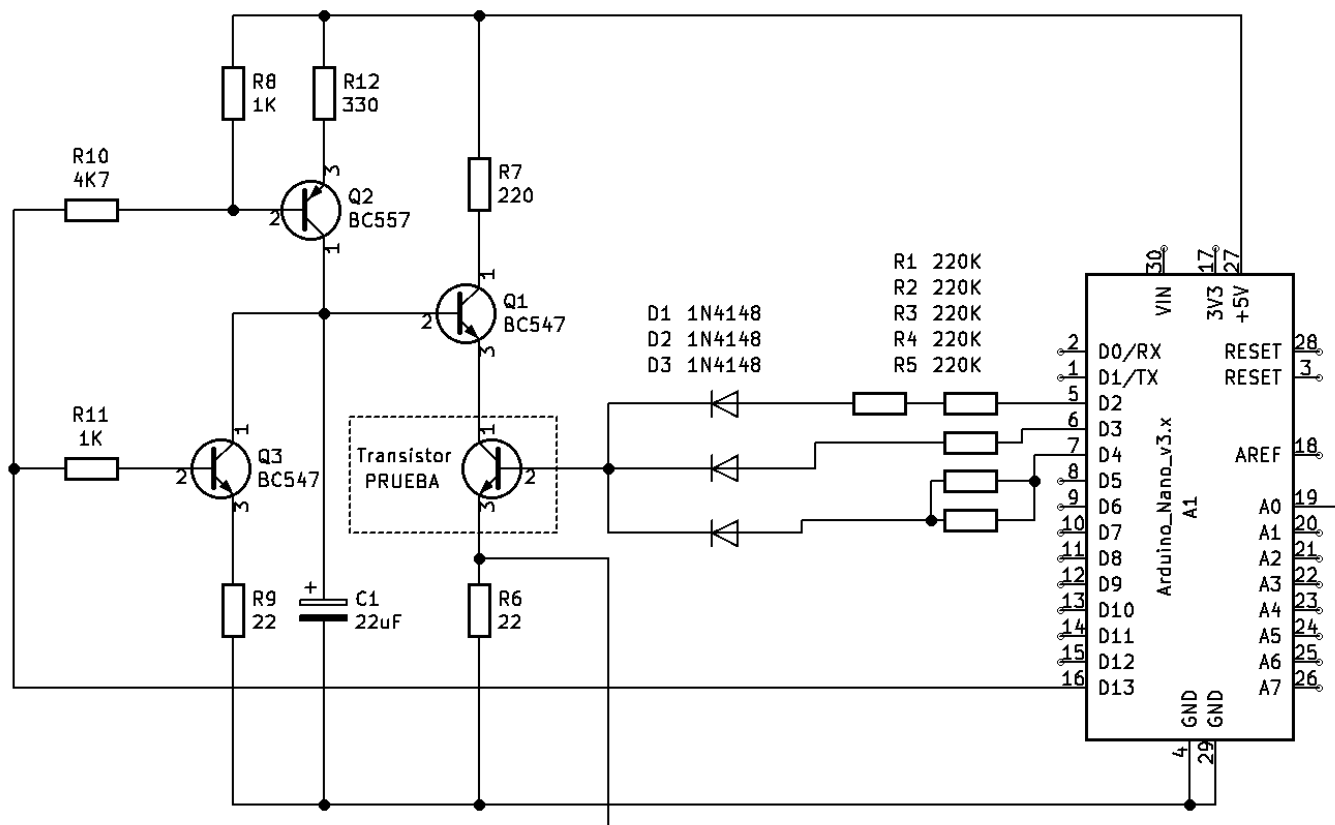 R8
1K
R12
330
R10
4K7
3
2
Q2
BC557
1
R7
220
1
2
Q1
BC547
3
R11
1K
1
2
Q3
BC547
3
Transistor
PRUEBA
1
2
3
R9
22
+
C1
22uF
R6
22
D1 1N4148
D2 1N4148
D3 1N4148
R1 220K
R2 220K
R3 220K
R4 220K
R5 220K
30
17
27
VIN
3V3
+5V
2 D0/RX
1 D1/TX
5 D2
6 D3
7 D4
8 D5
9 D6
10 D7
11 D8
12 D9
13 D10
14 D11
15 D12
16 D13
Arduino_Nano_v3.x
A1
RESET 28
RESET 3
AREF 18
A0 19
A1 20
A2 21
A3 22
A4 23
A5 24
A6 25
A7 26
GND
GND
4
29